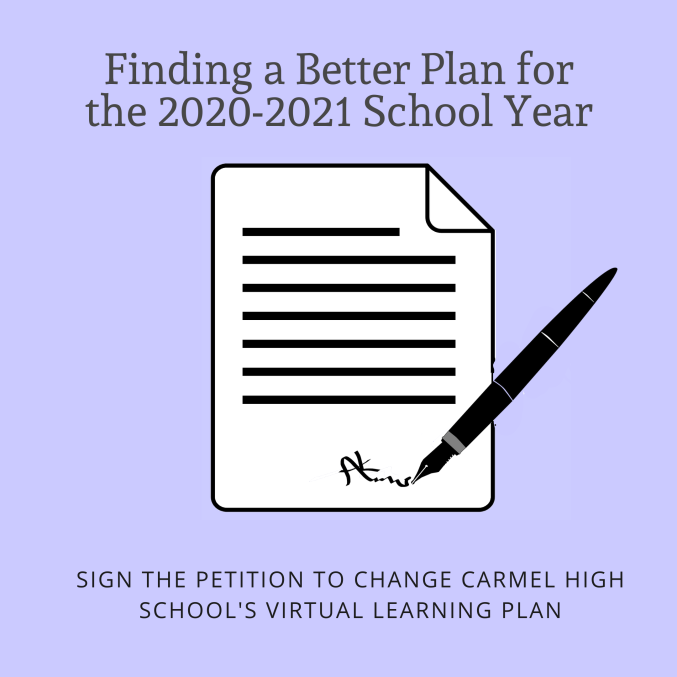 Finding a Better Plan for
the 2020-2021 School Year
SIGN THE PETITION TO CHANGE CARMEL HIGH
SCHOOL'S VIRTUAL LEARNING PLAN